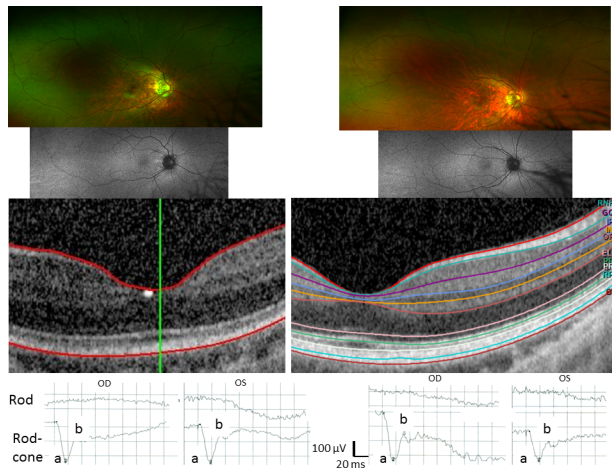 OD OS OD OS
Rod
b b b b
Rod-
cone
a a a a
100 µV
20 ms